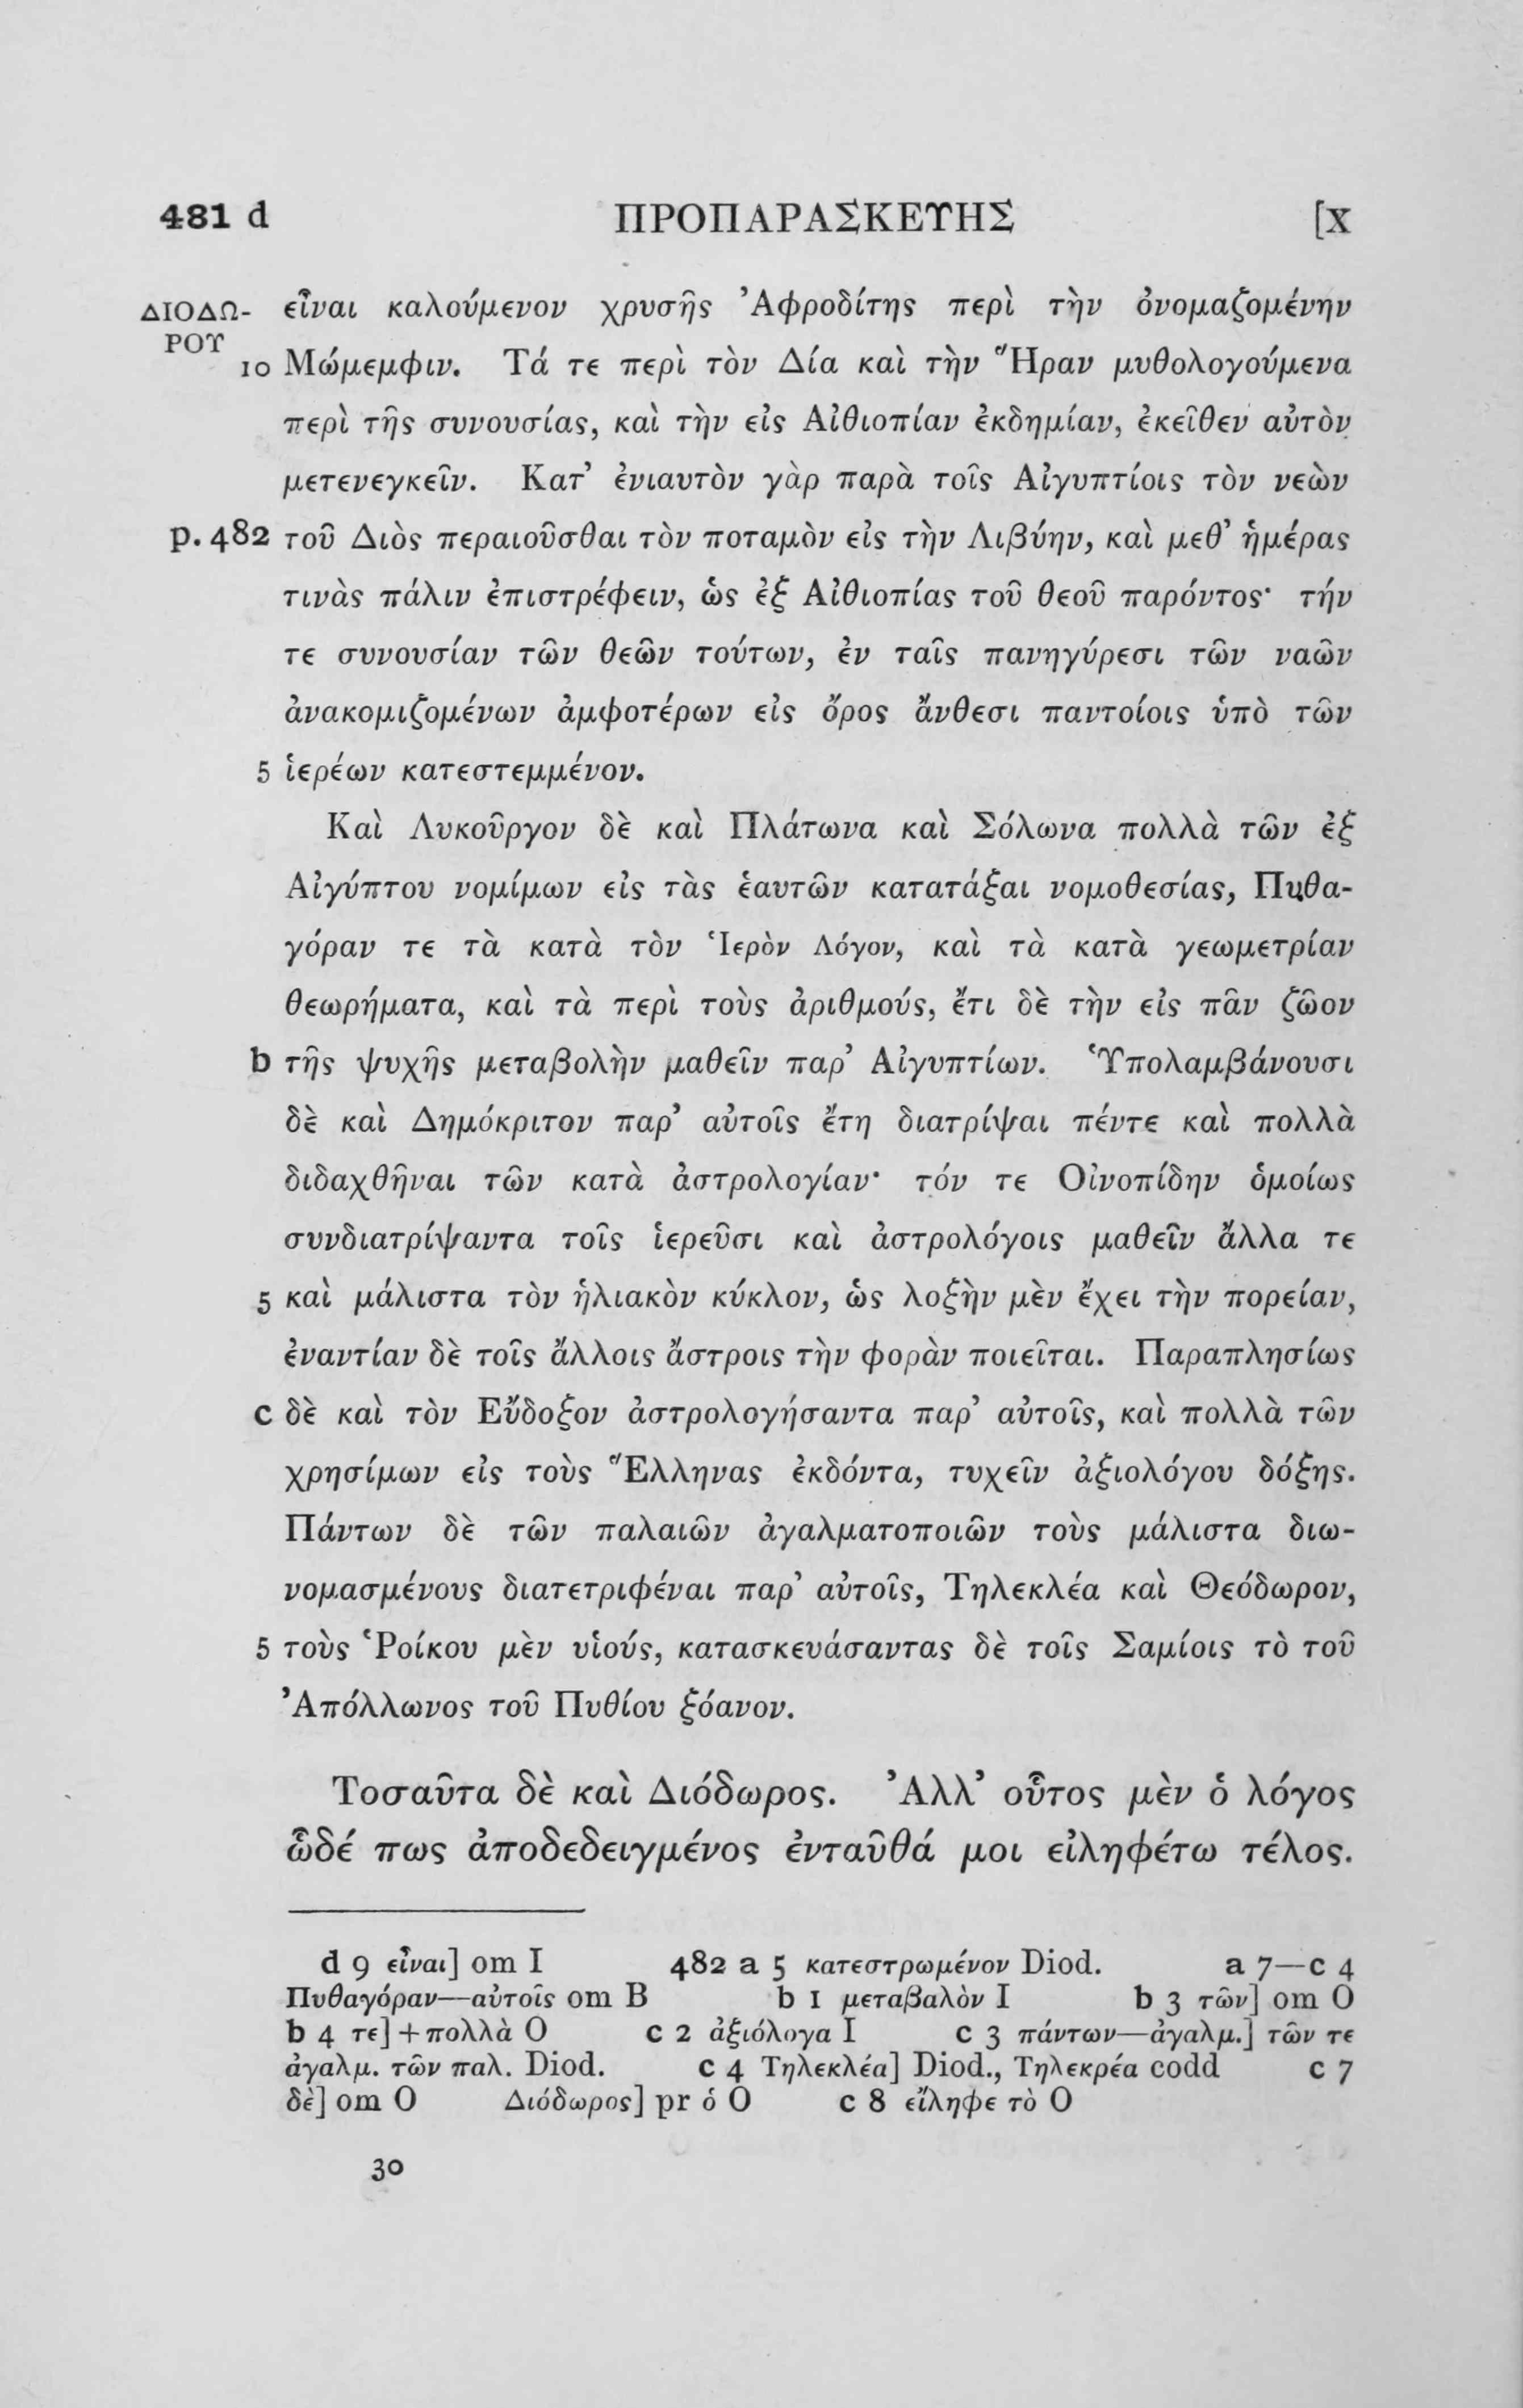 481 d ΠΡΟΠΑΡΑΣΚΕΥΗΣ [X
ΔΙΟΔΩ- εἶναι καλούμενον χρυσῆς Ἀφροδίτης περὶ τὴν ὀνομαζομένην
ΡΟΥ
10 Μώμεμφιν. Τά τε περὶ τὸν Δία καὶ τὴν Ἥραν μυθολογούμενα
περὶ τῆς συνουσίας, καὶ τὴν εἰς Αἰθιοπίαν ἐκδημίαν, ἐκεῖθεν αὐτὸν
μετενεγκεῖν. Κατ’ ἐνιαυτὸν γὰρ παρὰ τοῖς Αἰγυπτίοις τὸν νεὼν
p. 482 τοῦ Διὸς περαιοῦσθαι τὸν ποταμὸν εἰς τὴν Λιβύην, καὶ μεθ’ ἡμέρας
τινὰς πάλιν ἐπιστρέφειν, ὡς ἐξ Αἰθιοπίας τοῦ θεοῦ παρόντος· τήν
τε συνουσίαν τῶν θεῶν τούτων, ἐν ταῖς πανηγύρεσι τῶν ναῶν
ἀνακομιζομένων ἀμφοτέρων εἰς ὄρος ἄνθεσι παντοίοις ὑπὸ τῶν
5 ἱερέων κατεστεμμένον.
Καὶ Λυκοῦργον δὲ καὶ Πλάτωνα καὶ Σόλωνα πολλὰ τῶν ἐξ
Αἰγύπτου νομίμων εἰς τὰς ἑαυτῶν κατατάξαι νομοθεσίας, Πυθα-
γόραν τε τὰ κατὰ τὸν Ἱερὸν Λόγον, καὶ τὰ κατὰ γεωμετρίαν
θεωρήματα, καὶ τὰ περὶ τοὺς ἀριθμούς, ἔτι δὲ τὴν εἰς πᾶν ζῶον
b τῆς ψυχῆς μεταβολὴν μαθεῖν παρ’ Αἰγυπτίων. Ὑπολαμβάνουσι
δὲ καὶ Δημόκριτον παρ’ αὐτοῖς ἔτη διατρίψαι πέντε καὶ πολλὰ
διδαχθῆναι τῶν κατὰ ἀστρολογίαν· τόν τε Οἰνοπίδην ὁμοίως
συνδιατρίψαντα τοῖς ἱερεῦσι καὶ ἀστρολόγοις μαθεῖν ἄλλα τε
5 καὶ μάλιστα τὸν ἡλιακὸν κύκλον, ὡς λοξὴν μὲν ἔχει τὴν πορείαν,
ἐναντίαν δὲ τοῖς ἄλλοις ἄστροις τὴν φορὰν ποιεῖται. Παραπλησίως
c δὲ καὶ τὸν Εὔδοξον ἀστρολογήσαντα παρ’ αὐτοῖς, καὶ πολλὰ τῶν
χρησίμων εἰς τοὺς Ἕλληνας ἐκδόντα, τυχεῖν ἀξιολόγου δόξης.
Πάντων δὲ τῶν παλαιῶν ἀγαλματοποιῶν τοὺς μάλιστα διω-
νομασμένους διατετριφέναι παρ’ αὐτοῖς, Τηλεκλέα καὶ Θεόδωρον,
5 τοὺς Ῥοίκου μὲν υἱούς, κατασκευάσαντας δὲ τοῖς Σαμίοις τὸ τοῦ
Ἀπόλλωνος τοῦ Πυθίου ξόανον.
Τοσαῦτα δὲ καὶ Διόδωρος. Ἀλλ’ οὗτος μὲν ὁ λόγος
ὧδέ πως ἀποδεδειγμένος ἐνταῦθά μοι εἰληφέτω τέλος.
d 9 εἶναι] om I 482 a 5 κατεστρωμένον Diod. a 7—c 4
Πυθαγόραν—αὐτοῖς om B b 1 μεταβαλὸν I b 3 τῶν] om O
b 4 τε] + πολλὰ O c 2 ἀξιόλογα I c 3 πάντων—ἀγαλμ.] τῶν τε
ἀγαλμ. τῶν παλ. Diod. c 4 Τηλεκλέα] Diod., Τηλεκρέα codd c 7
δὲ] om O Διόδωρος] pr ὁ O c 8 εἴληφε τὸ O
30